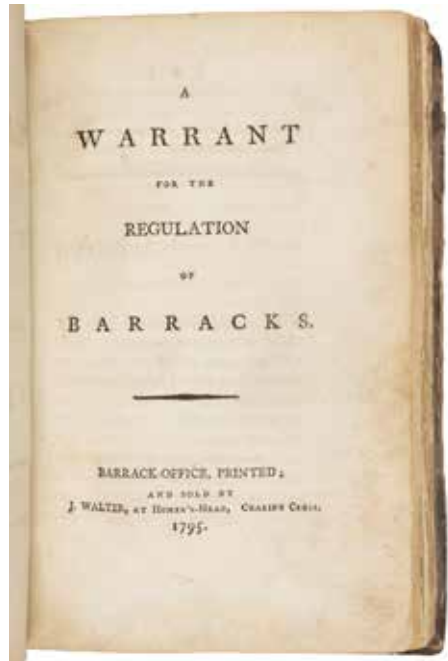 A
WARRANT
FOR THE
REGULATION
OF
BARRACKS.
BARRACK-OFFICE, PRINTED;
AND SOLD BY
J. WALTER, AT HOMER'S-HEAD, CHARING CROSS.
1795.